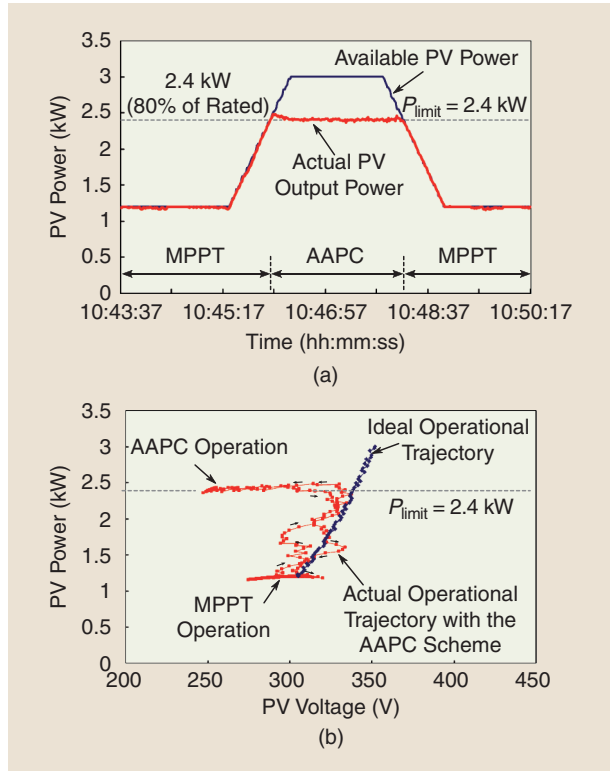 3.5
3
2.5
2
1.5
1
0.5
0
PV Power (kW)
2.4 kW
(80% of Rated)
Available PV Power
Plimit = 2.4 kW
Actual PV
Output Power
MPPT
AAPC
MPPT
10:43:37 10:45:17 10:46:57 10:48:37 10:50:17
Time (hh:mm:ss)
(a)
3.5
3
2.5
2
1.5
1
0.5
0
PV Power (kW)
AAPC Operation
Ideal Operational
Trajectory
Plimit = 2.4 kW
MPPT
Operation
Actual Operational
Trajectory with the
AAPC Scheme
200 250 300 350 400 450
PV Voltage (V)
(b)